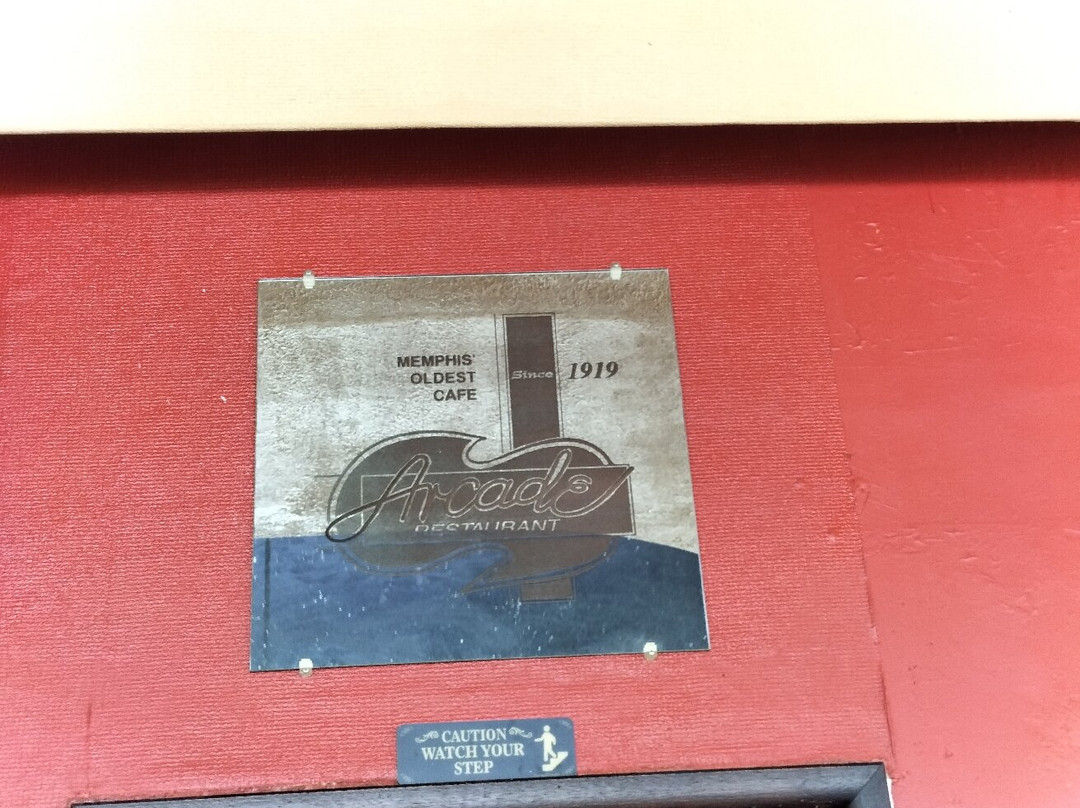 MEMPHIS'
OLDEST
CAFE
Since 1919
Arcade
RESTAURANT
CAUTION
WATCH YOUR
STEP